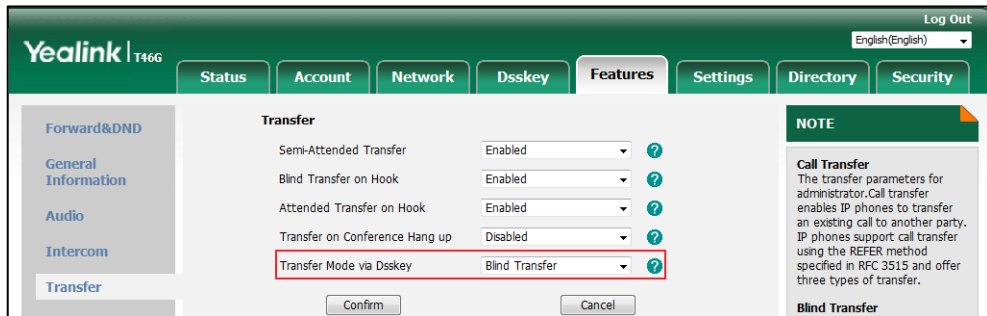 Log Out
English(English)
Yealink T46G
Status Account Network Dsskey Features Settings Directory Security
Forward&DND
General
Information
Audio
Intercom
Transfer
Transfer
Semi-Attended Transfer Enabled
Blind Transfer on Hook Enabled
Attended Transfer on Hook Enabled
Transfer on Conference Hang up Disabled
Transfer Mode via Dsskey Blind Transfer
Confirm Cancel
NOTE
Call Transfer
The transfer parameters for
administrator.Call transfer
enables IP phones to transfer
an existing call to another party.
IP phones support call transfer
using the REFER method
specified in RFC 3515 and offer
three types of transfer.
Blind Transfer